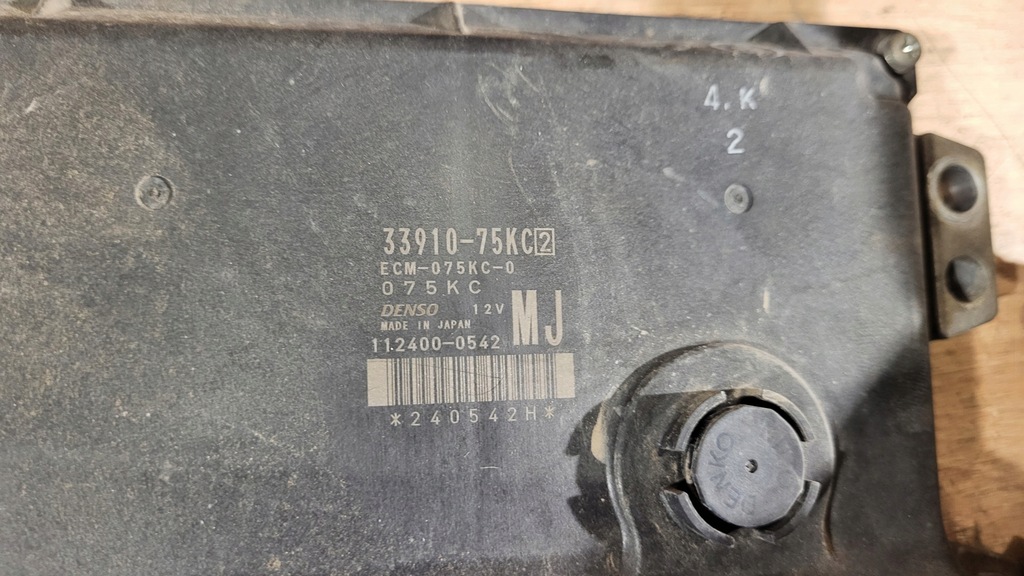 4.K
2
33910-75KC2
ECM-075KC-0
075KC
DENSO 12V
MJ
MADE IN JAPAN
112400-0542
*240542H*
DENKO